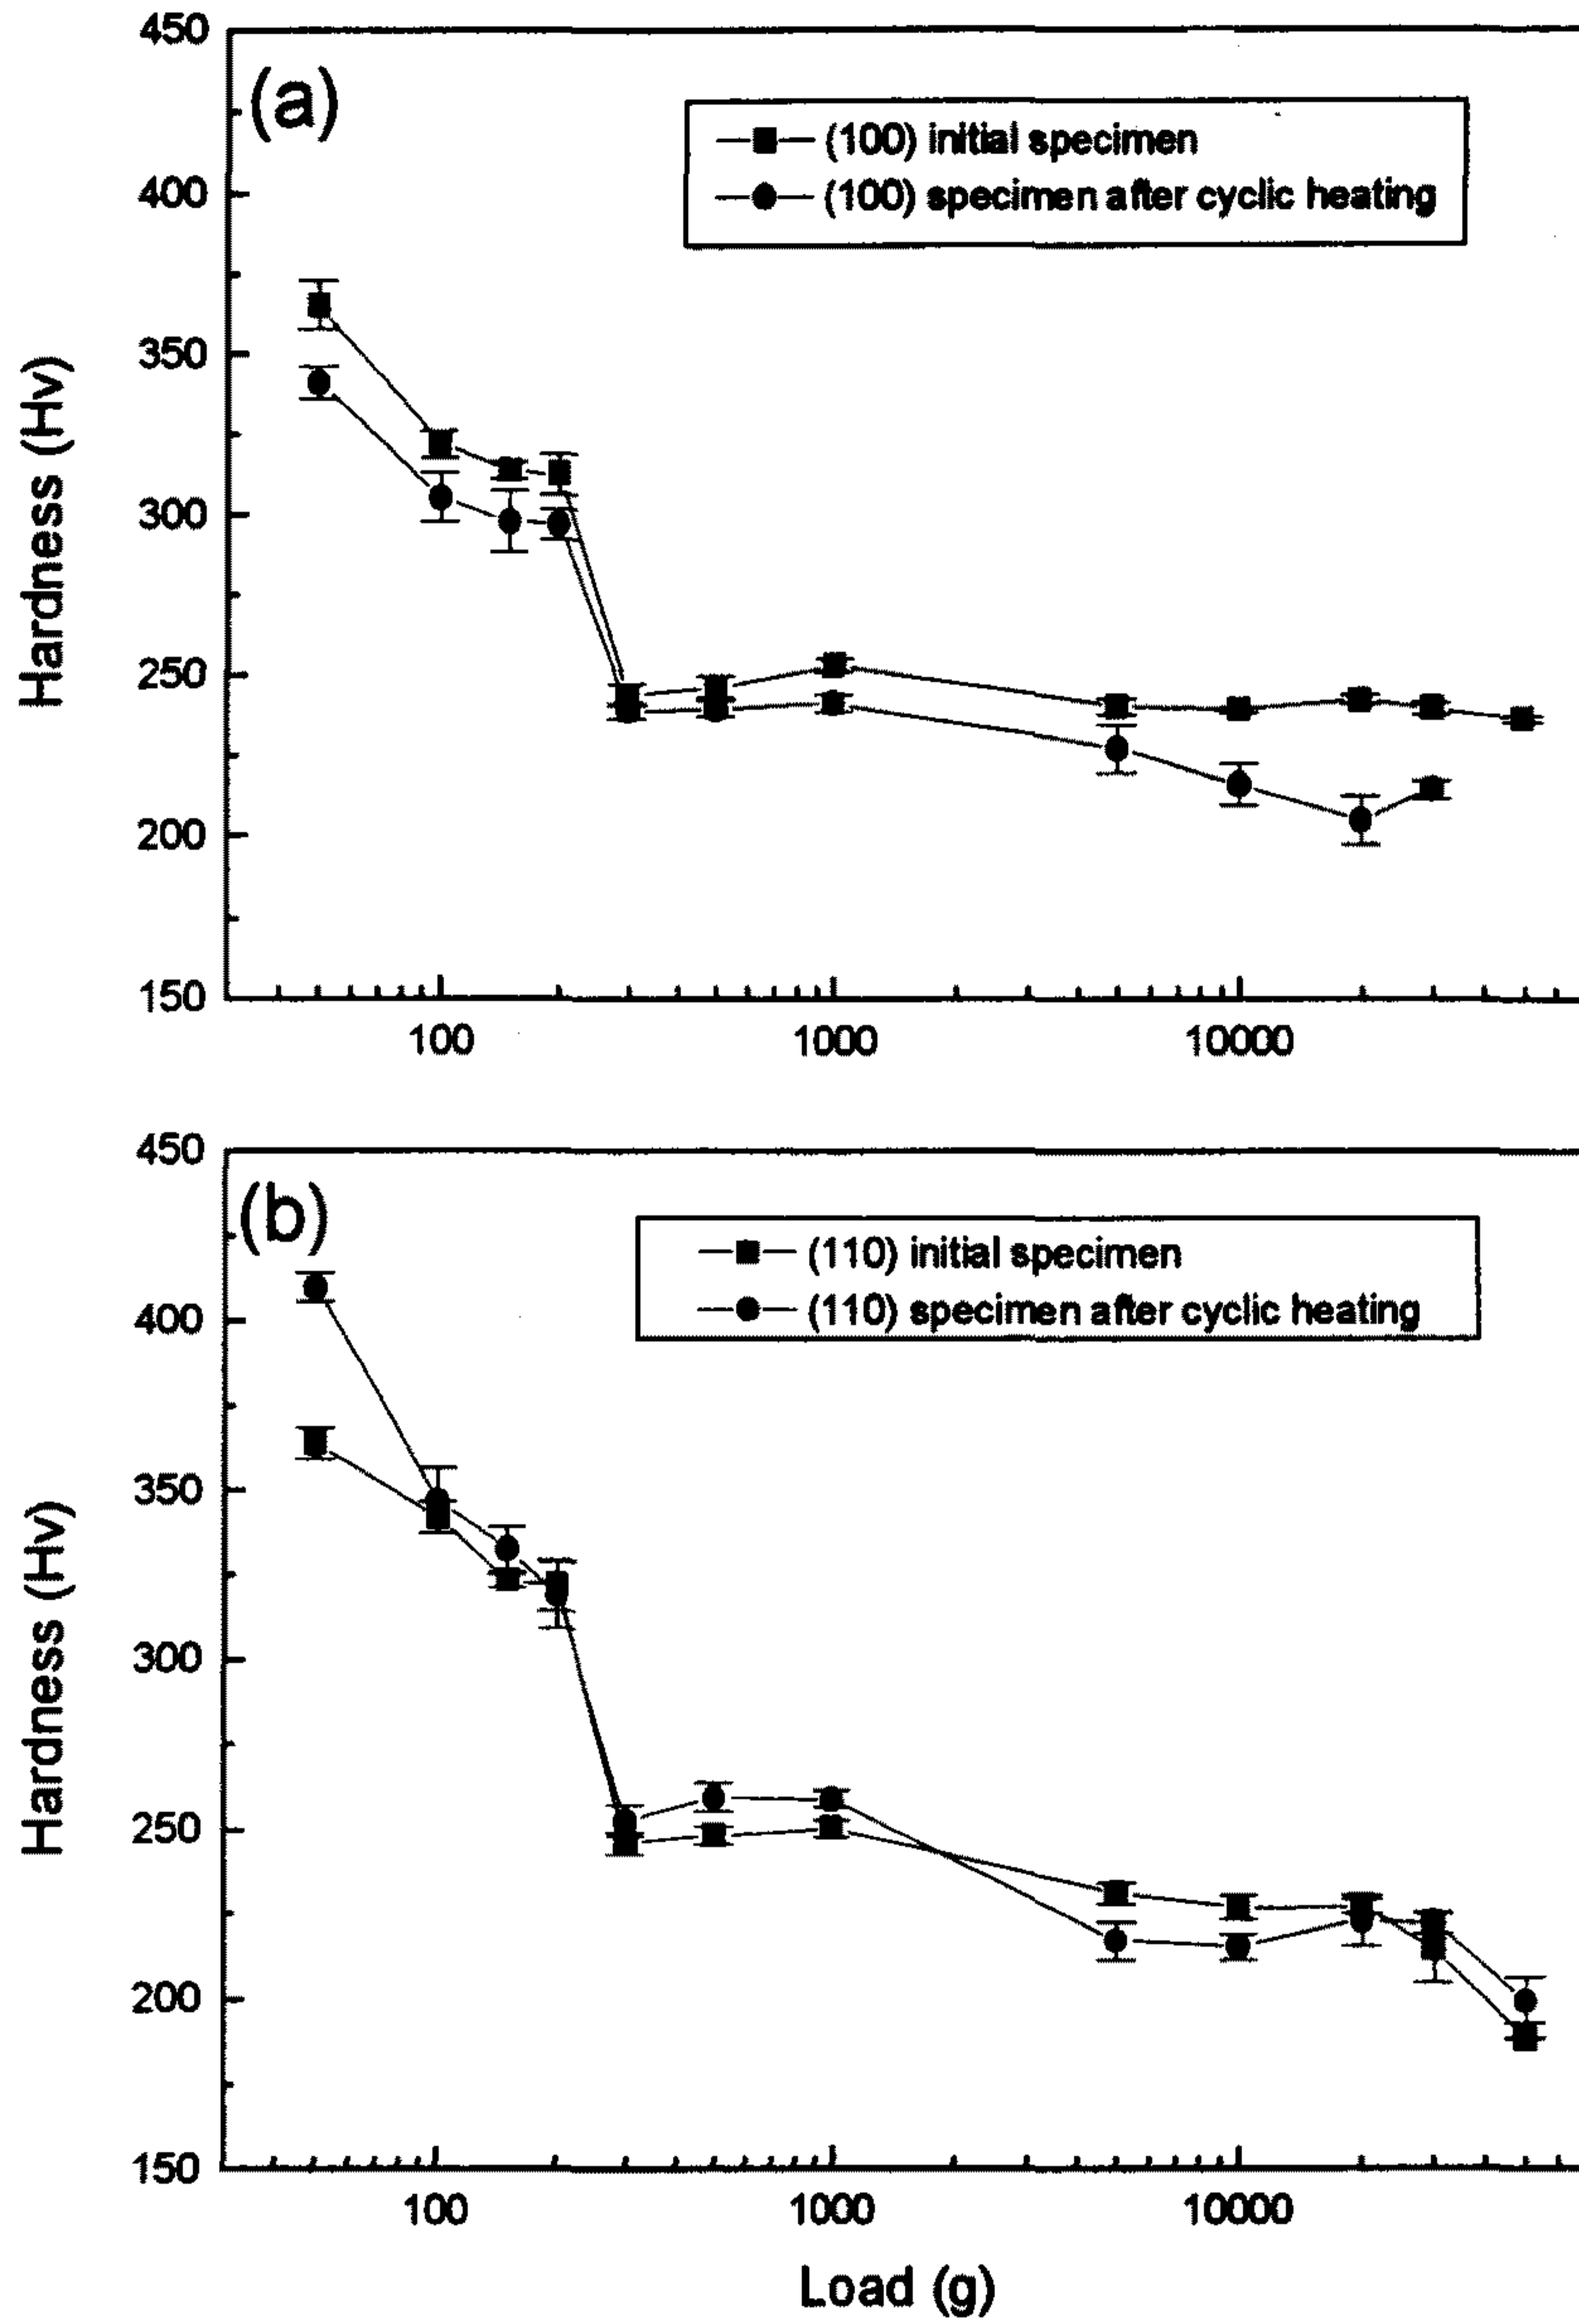 450
(a)
(100) initial specimen
(100) specimen after cyclic heating
400
350
300
250
200
150
Hardness (Hv)
100
1000
10000
450
(b)
(110) initial specimen
(110) specimen after cyclic heating
400
350
300
250
200
150
Hardness (Hv)
100
1000
10000
Load (g)